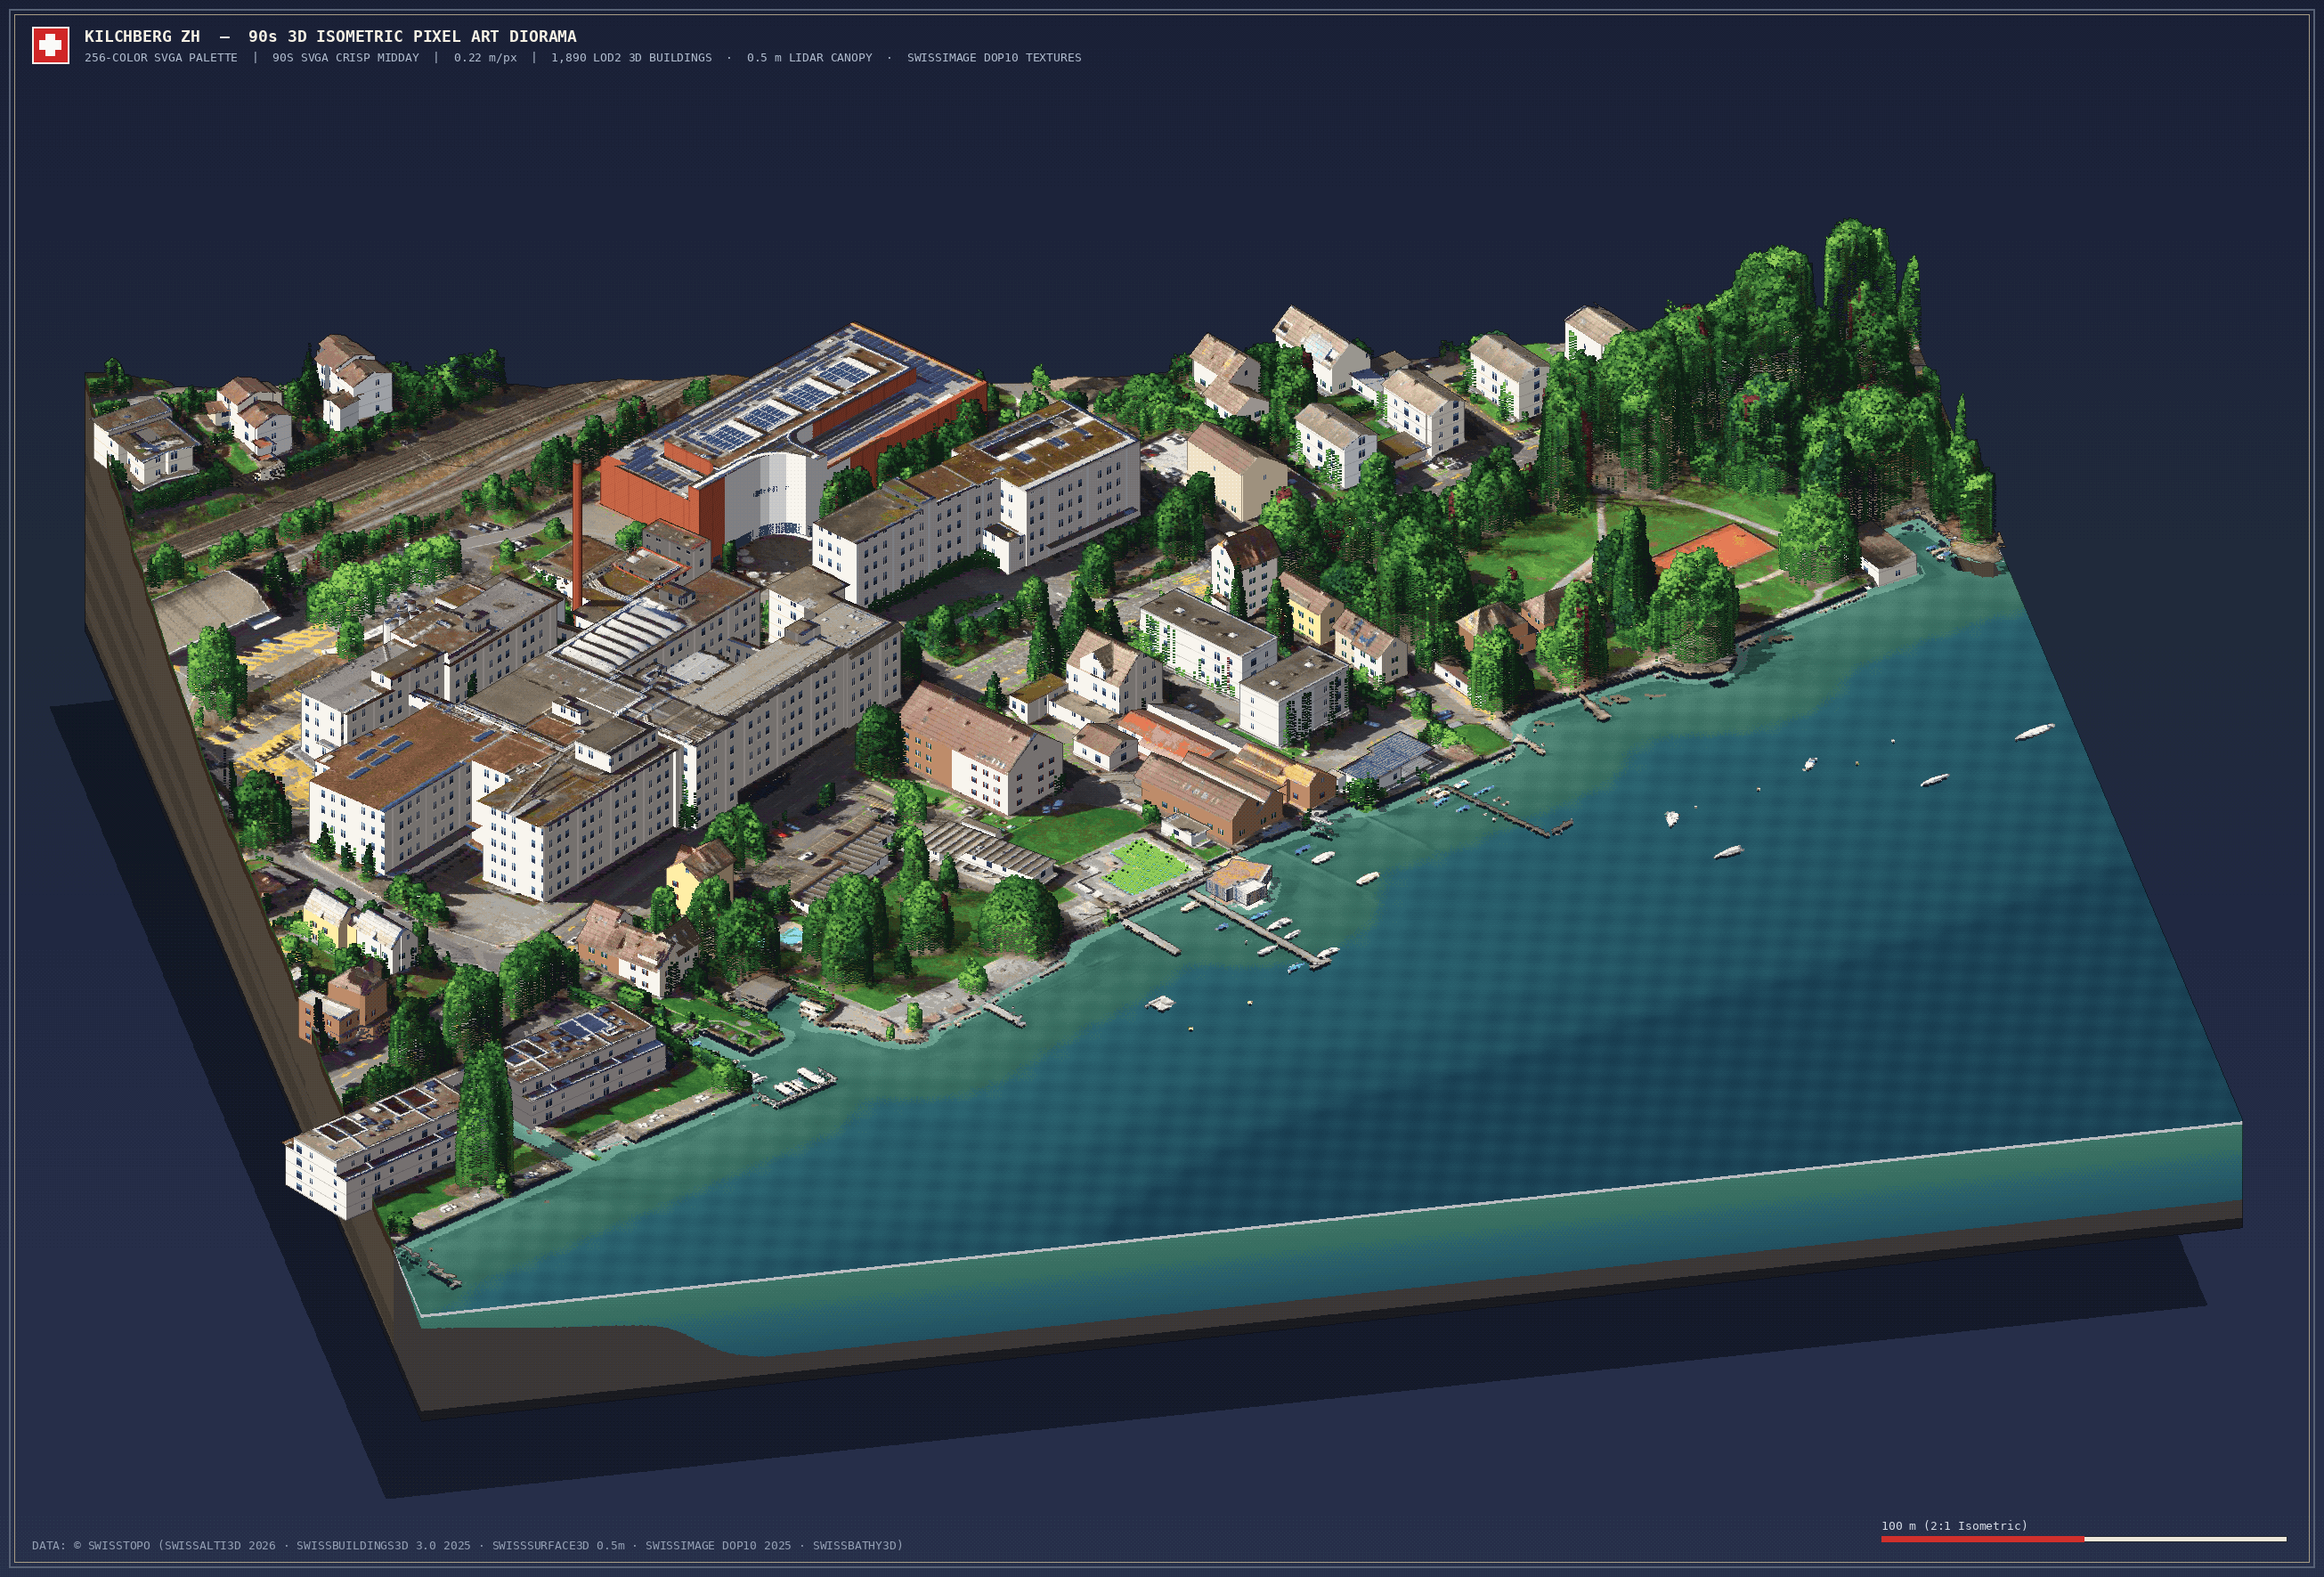 KILCHBERG ZH — 90s 3D ISOMETRIC PIXEL ART DIORAMA
256-COLOR SVGA PALETTE | 90S SVGA CRISP MIDDAY | 0.22 m/px | 1,890 LOD2 3D BUILDINGS · 0.5 m LIDAR CANOPY · SWISSIMAGE DOP10 TEXTURES
100 m (2:1 Isometric)
DATA: © SWISSTOPO (SWISSALTI3D 2026 · SWISSBUILDINGS3D 3.0 2025 · SWISSSURFACE3D 0.5m · SWISSIMAGE DOP10 2025 · SWISSBATHY3D)